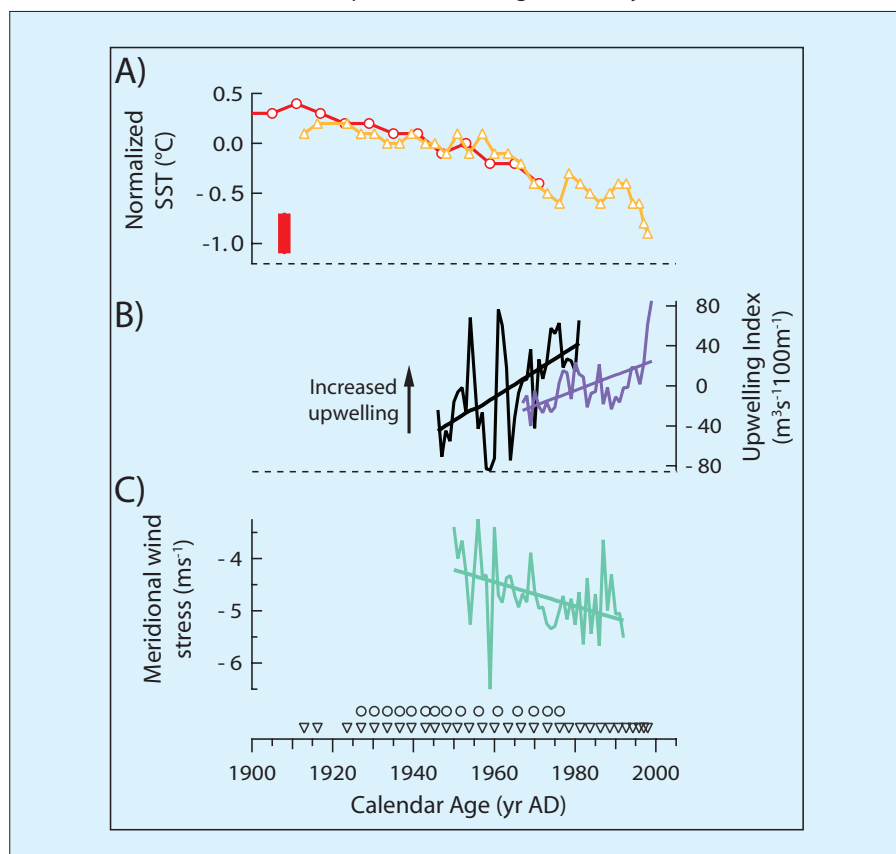 A)
0.5
0.0
- 0.5
-1.0
Normalized
SST (°C)
B)
80
40
0
- 40
- 80
Increased
upwelling
Upwelling Index
(m³s⁻¹100m⁻¹)
C)
- 4
- 5
- 6
Meridional wind
stress (ms⁻¹)
1900 1920 1940 1960 1980 2000
Calendar Age (yr AD)